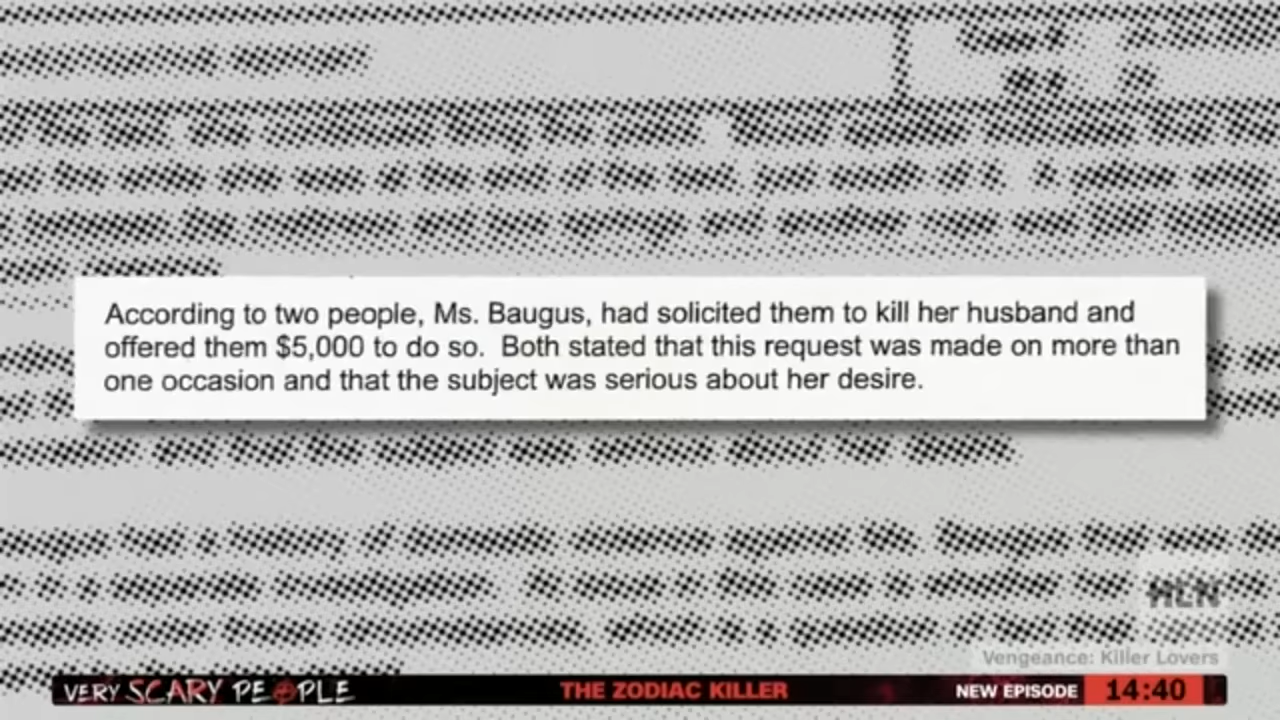 According to two people, Ms. Baugus, had solicited them to kill her husband and
offered them $5,000 to do so.  Both stated that this request was made on more than
one occasion and that the subject was serious about her desire.
HLN
Vengeance: Killer Lovers
VERY SCARY PEOPLE THE ZODIAC KILLER NEW EPISODE 14:40